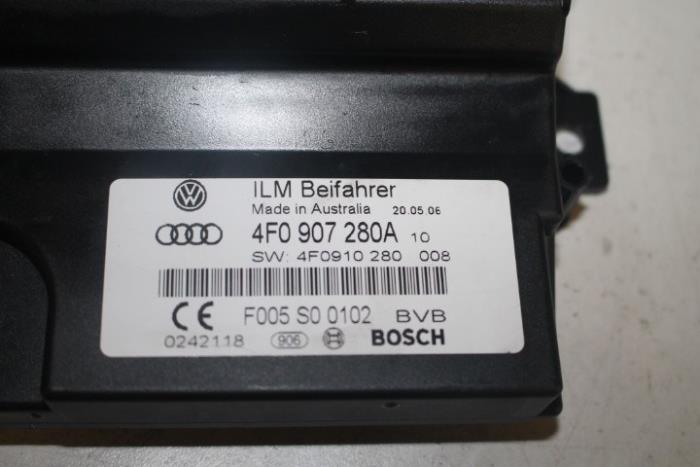 ILM Beifahrer
Made in Australia 20.05.06
4F0 907 280A 10
SW: 4F0910 280 008
F005 S0 0102 BVB
CE
0242118 906 BOSCH